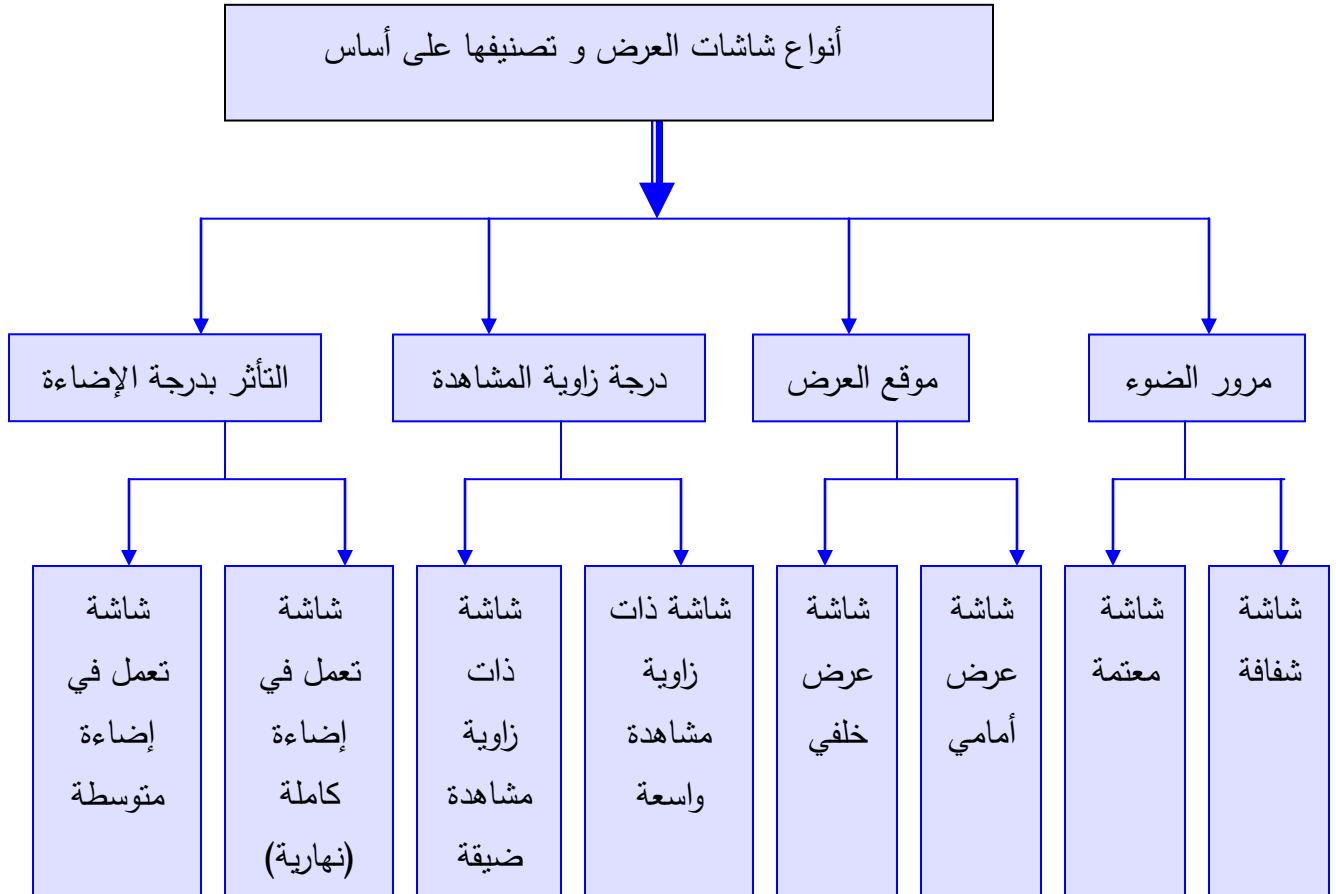 أنواع شاشات العرض و تصنيفها على أساس
مرور الضوء
موقع العرض
درجة زاوية المشاهدة
التأثر بدرجة الإضاءة
شاشة
شفافة
شاشة
معتمة
شاشة
عرض
أمامي
شاشة
عرض
خلفي
شاشة ذات
زاوية
مشاهدة
واسعة
شاشة
ذات
زاوية
مشاهدة
ضيقة
شاشة
تعمل في
إضاءة
كاملة
(نهارية)
شاشة
تعمل في
إضاءة
متوسطة